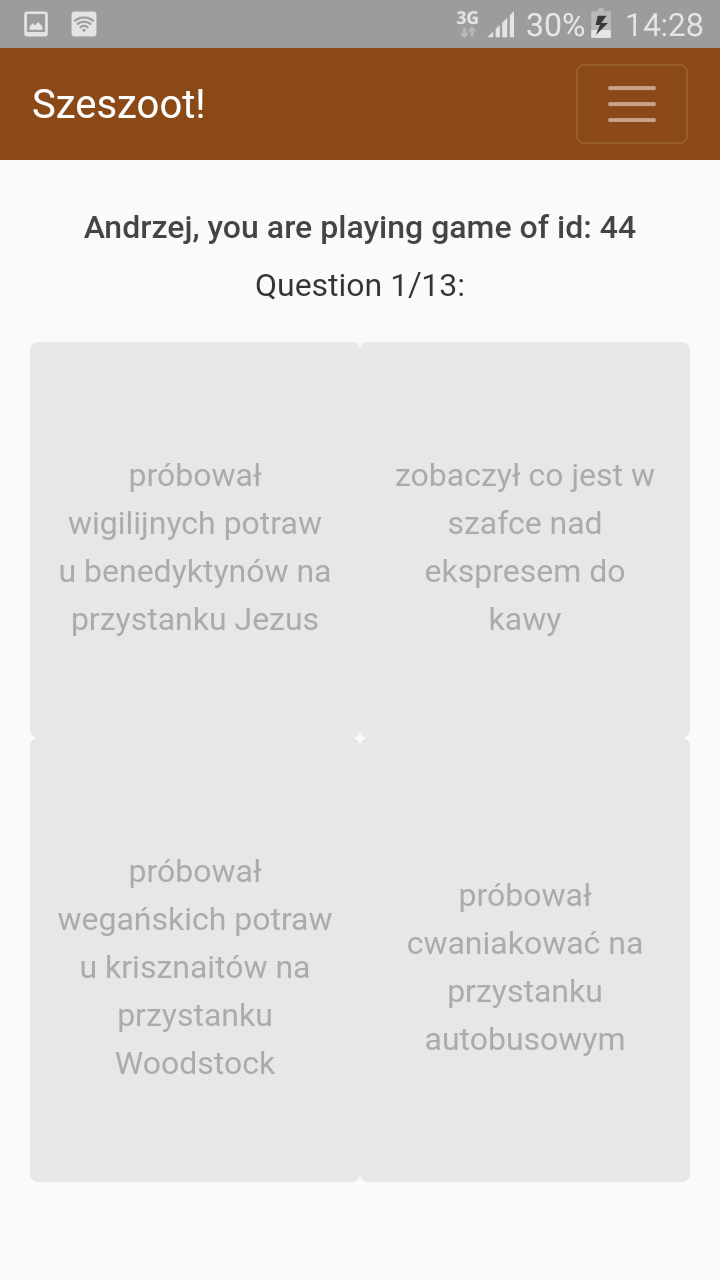 3G 30% 14:28
Szeszoot!
Andrzej, you are playing game of id: 44
Question 1/13:
próbował
wigilijnych potraw
u benedyktynów na
przystanku Jezus
zobaczył co jest w
szafce nad
ekspresem do
kawy
próbował
wegańskich potraw
u krisznaitów na
przystanku
Woodstock
próbował
cwaniakować na
przystanku
autobusowym